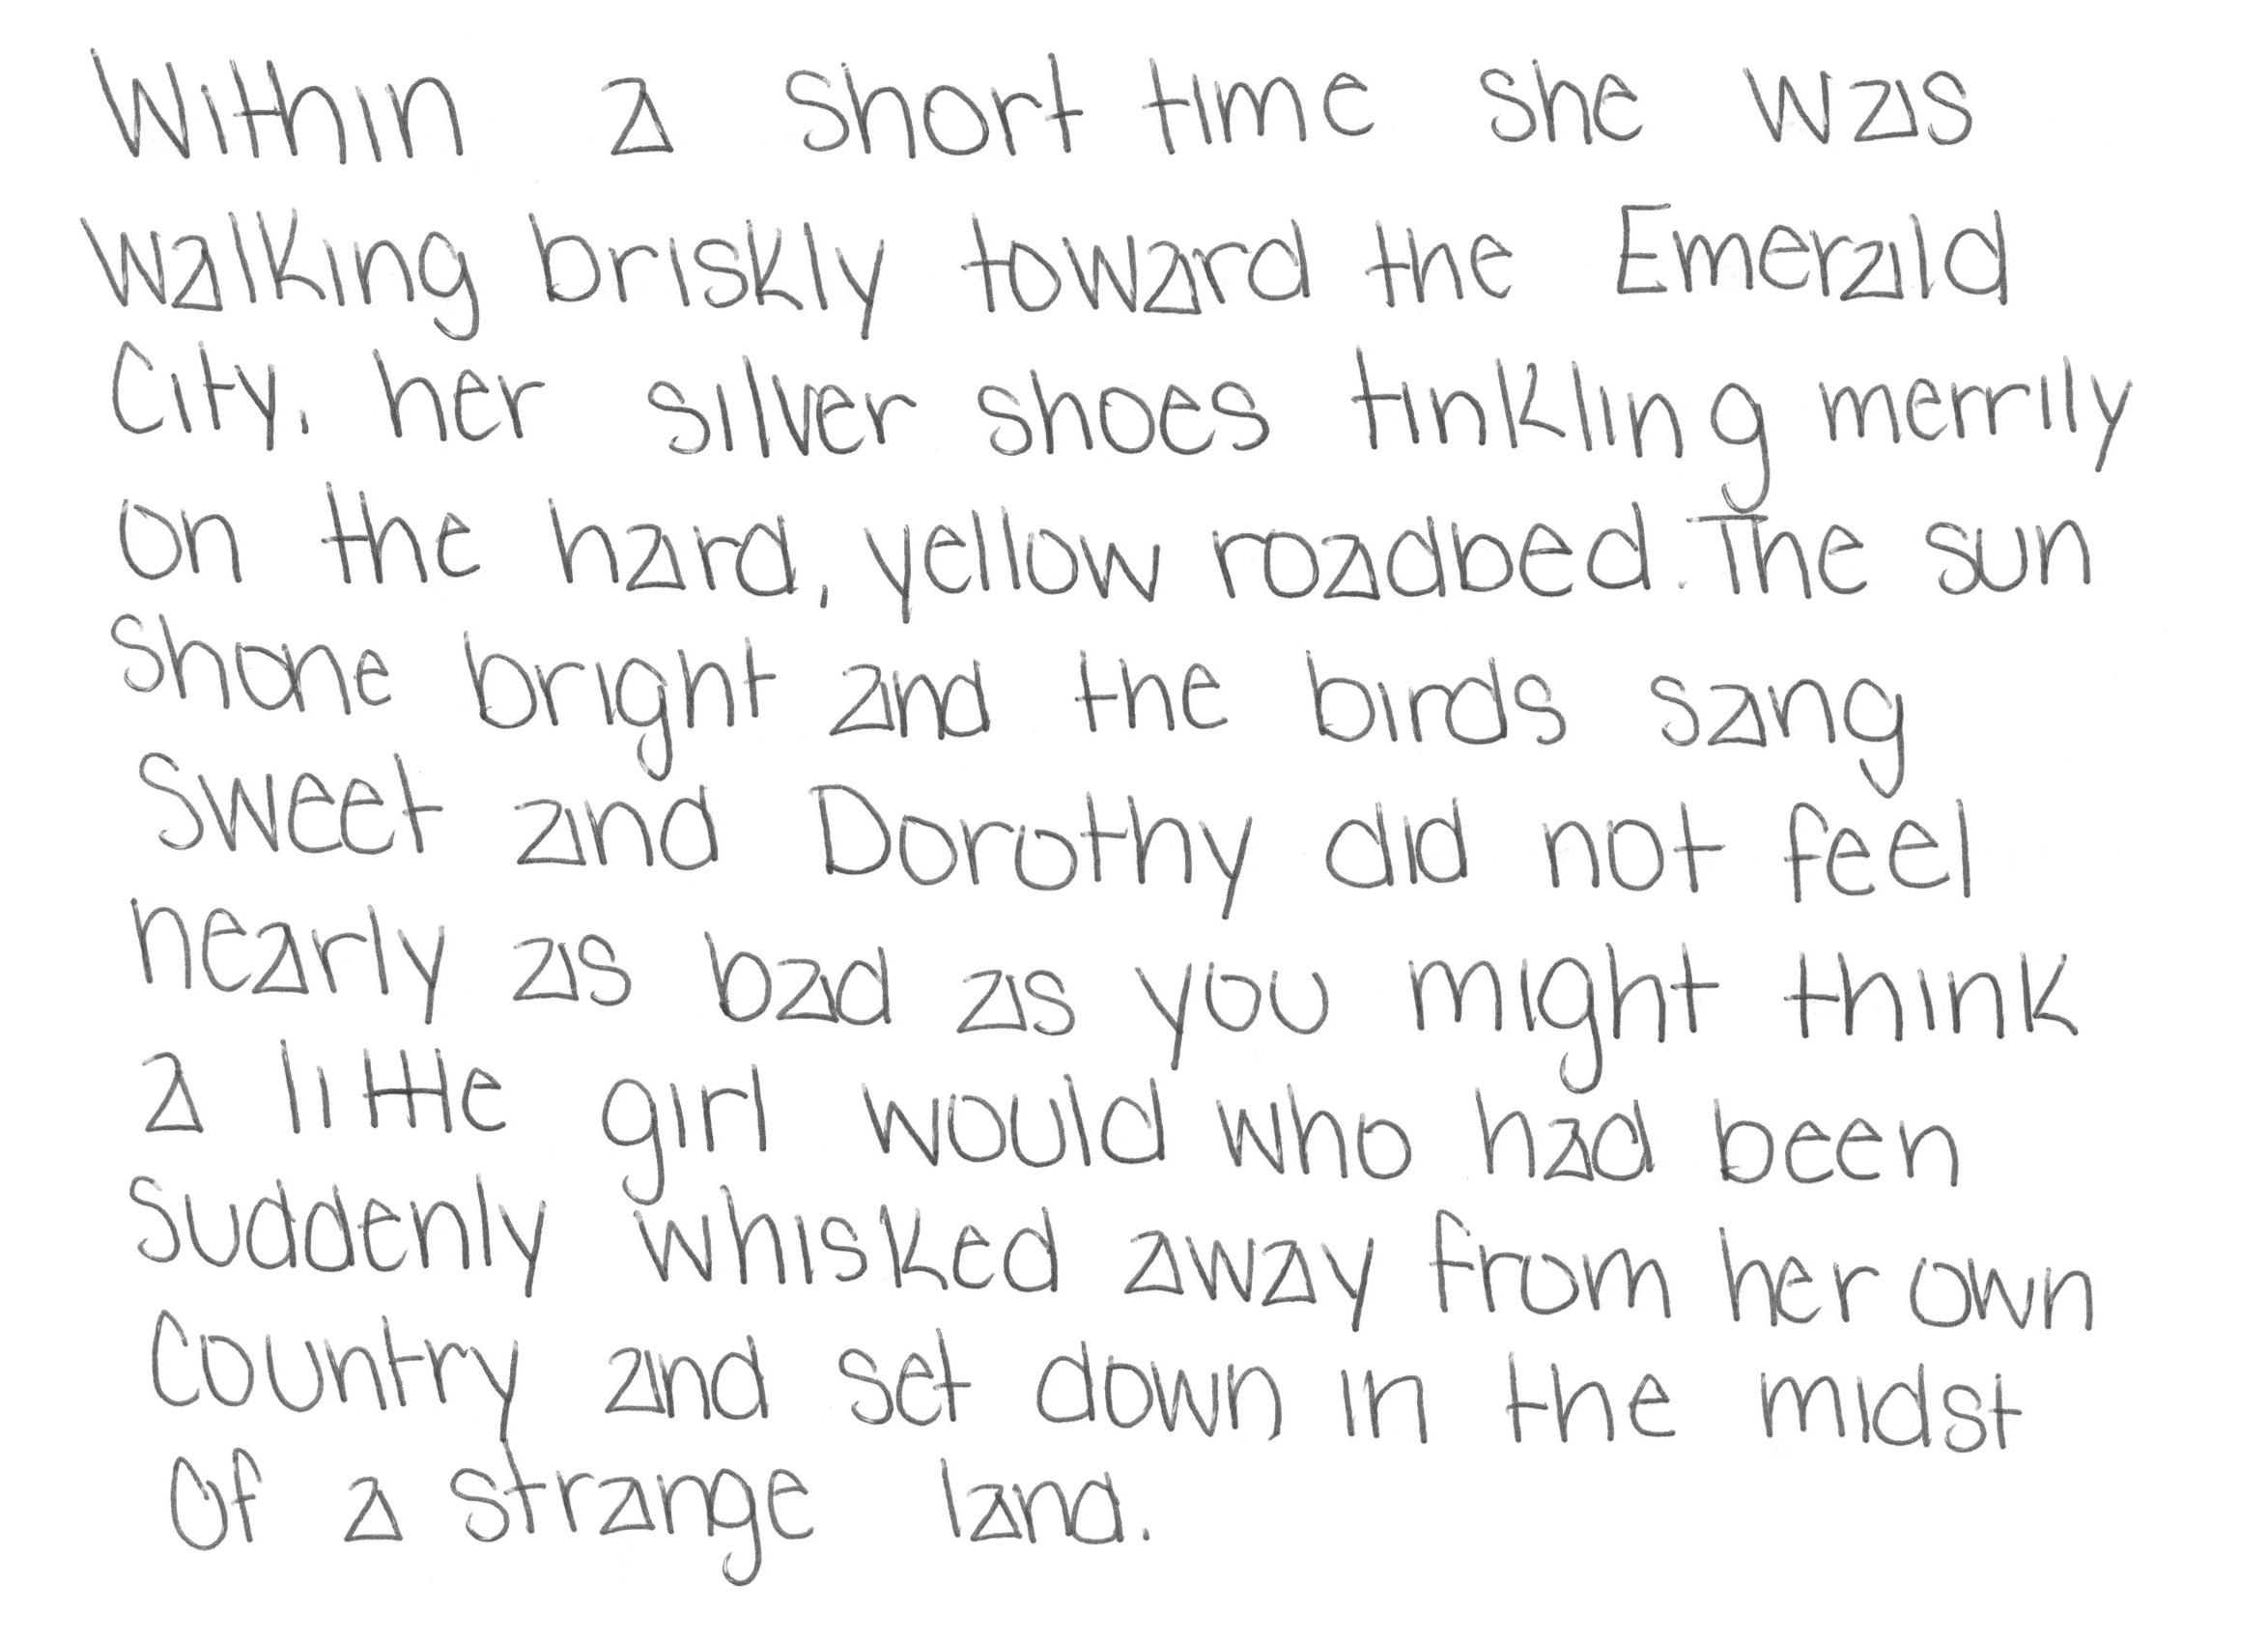 Within a short time she was
walking briskly toward the Emerald
City, her silver shoes tinkling merrily
on the hard, yellow roadbed. The sun
shone bright and the birds sang
sweet and Dorothy did not feel
nearly as bad as you might think
a little girl would who had been
suddenly whisked away from her own
country and set down in the midst
of a strange land.